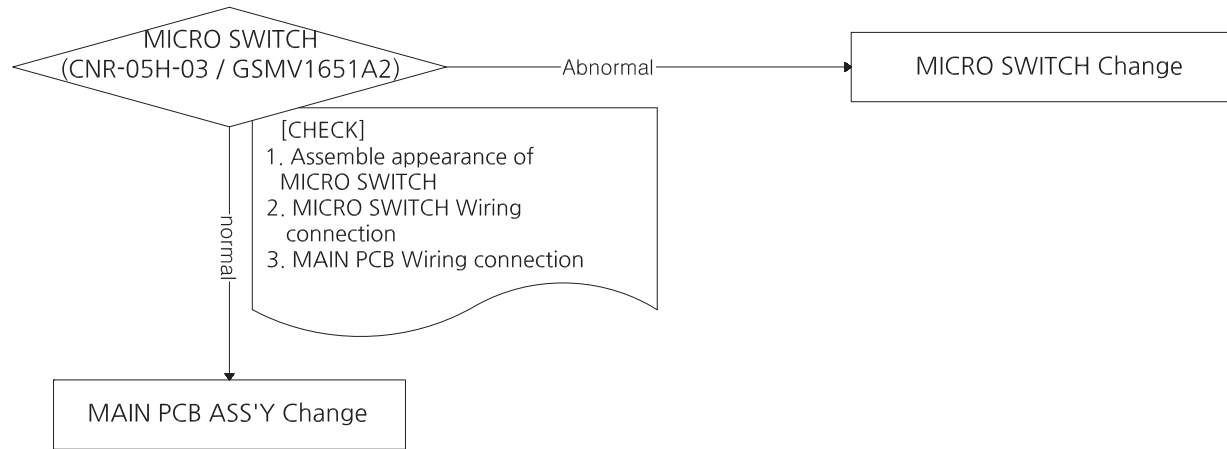 MICRO SWITCH
(CNR-05H-03 / GSMV1651A2)
Abnormal
MICRO SWITCH Change
[CHECK]
1. Assemble appearance of
MICRO SWITCH
2. MICRO SWITCH Wiring
connection
3. MAIN PCB Wiring connection
normal
MAIN PCB ASS'Y Change